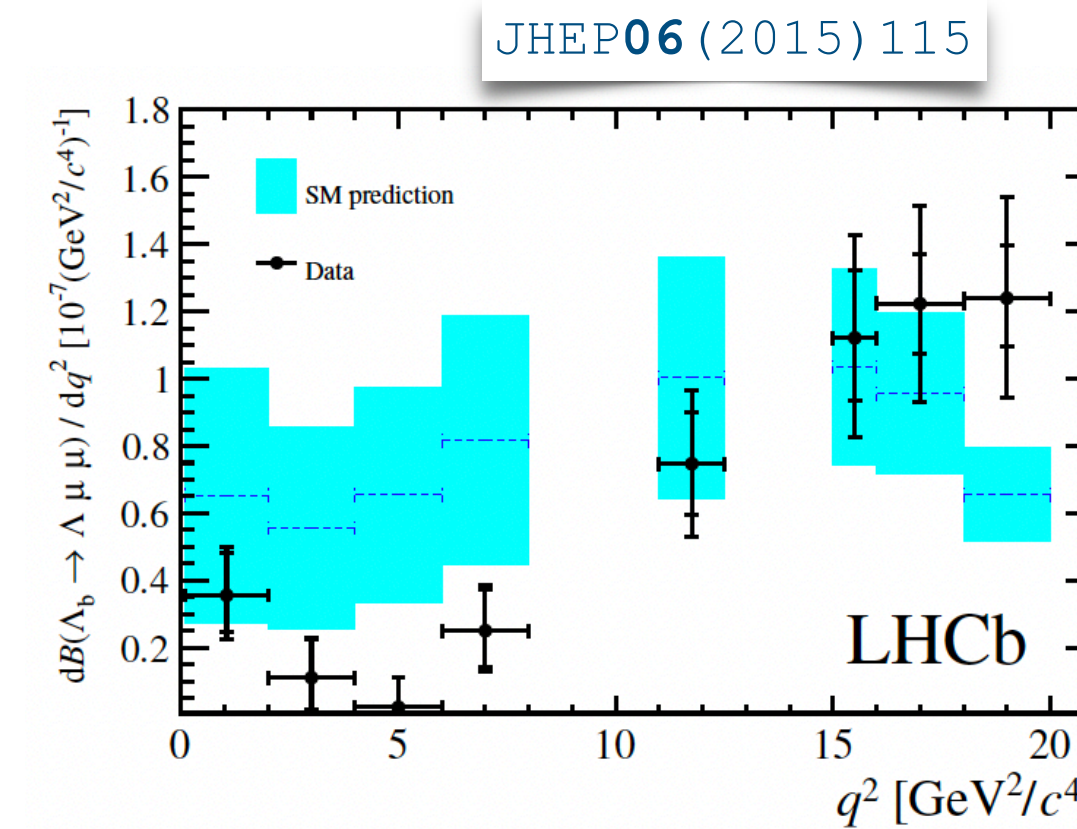 JHEP06(2015)115
dB(Λb → Λ μ μ) / dq² [10⁻⁷(GeV²/c⁴)⁻¹]
1.8
1.6
1.4
1.2
1
0.8
0.6
0.4
0.2
SM prediction
Data
LHCb
0 5 10 15 20
q² [GeV²/c⁴